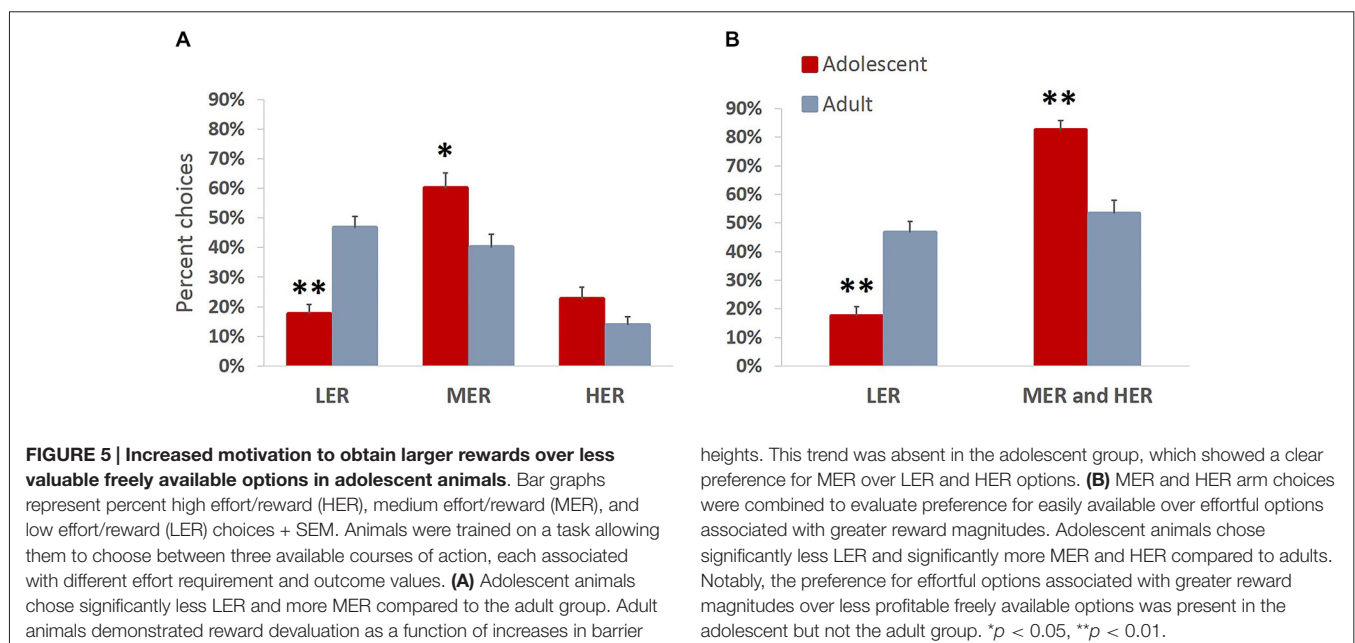 A
Percent choices
90%
80%
70%
60%
50%
40%
30%
20%
10%
0%
**
*
LER
MER
HER
B
Adolescent
Adult
90%
80%
70%
60%
50%
40%
30%
20%
10%
0%
**
**
LER
MER and HER
FIGURE 5 | Increased motivation to obtain larger rewards over less
valuable freely available options in adolescent animals. Bar graphs
represent percent high effort/reward (HER), medium effort/reward (MER), and
low effort/reward (LER) choices + SEM. Animals were trained on a task allowing
them to choose between three available courses of action, each associated
with different effort requirement and outcome values. (A) Adolescent animals
chose significantly less LER and more MER compared to the adult group. Adult
animals demonstrated reward devaluation as a function of increases in barrier
heights. This trend was absent in the adolescent group, which showed a clear
preference for MER over LER and HER options. (B) MER and HER arm choices
were combined to evaluate preference for easily available over effortful options
associated with greater reward magnitudes. Adolescent animals chose
significantly less LER and significantly more MER and HER compared to adults.
Notably, the preference for effortful options associated with greater reward
magnitudes over less profitable freely available options was present in the
adolescent but not the adult group. *p < 0.05, **p < 0.01.